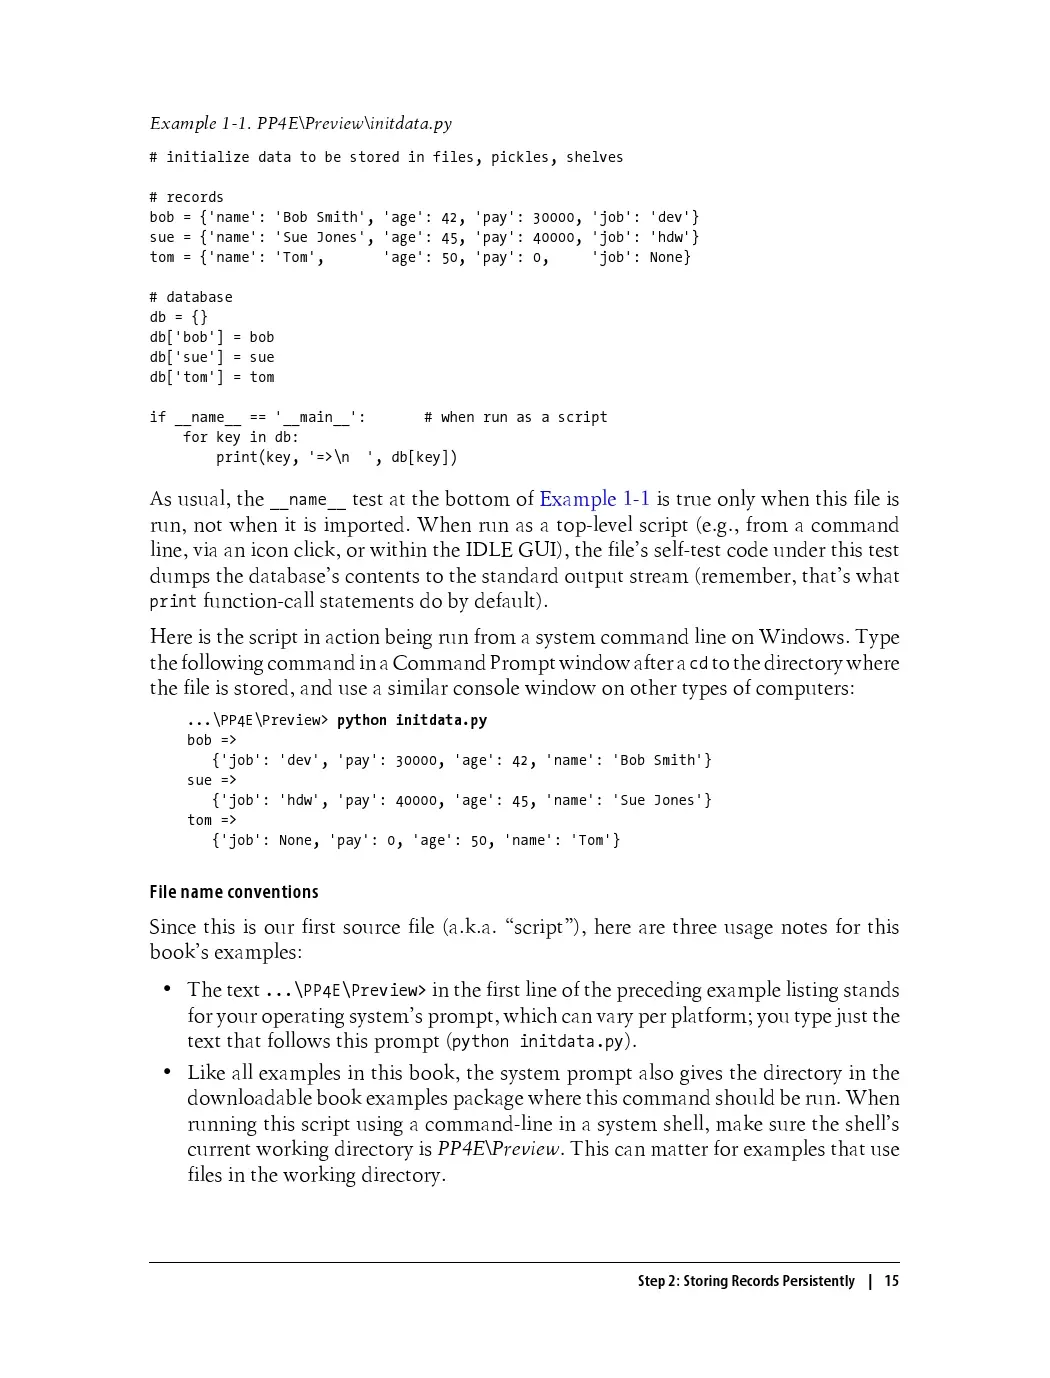 Example 1-1. PP4E\Preview\initdata.py
# initialize data to be stored in files, pickles, shelves
# records
bob = {'name': 'Bob Smith', 'age': 42, 'pay': 30000, 'job': 'dev'}
sue = {'name': 'Sue Jones', 'age': 45, 'pay': 40000, 'job': 'hdw'}
tom = {'name': 'Tom',       'age': 50, 'pay': 0,     'job': None}
# database
db = {}
db['bob'] = bob
db['sue'] = sue
db['tom'] = tom
if __name__ == '__main__':       # when run as a script
    for key in db:
        print(key, '=>\n  ', db[key])
As usual, the __name__ test at the bottom of Example 1-1 is true only when this file is
run, not when it is imported. When run as a top-level script (e.g., from a command
line, via an icon click, or within the IDLE GUI), the file’s self-test code under this test
dumps the database’s contents to the standard output stream (remember, that’s what
print function-call statements do by default).
Here is the script in action being run from a system command line on Windows. Type
the following command in a Command Prompt window after a cd to the directory where
the file is stored, and use a similar console window on other types of computers:
...\PP4E\Preview> python initdata.py
bob =>
   {'job': 'dev', 'pay': 30000, 'age': 42, 'name': 'Bob Smith'}
sue =>
   {'job': 'hdw', 'pay': 40000, 'age': 45, 'name': 'Sue Jones'}
tom =>
   {'job': None, 'pay': 0, 'age': 50, 'name': 'Tom'}
File name conventions
Since this is our first source file (a.k.a. “script”), here are three usage notes for this
book’s examples:
• The text ...\PP4E\Preview> in the first line of the preceding example listing stands
for your operating system’s prompt, which can vary per platform; you type just the
text that follows this prompt (python initdata.py).
• Like all examples in this book, the system prompt also gives the directory in the
downloadable book examples package where this command should be run. When
running this script using a command-line in a system shell, make sure the shell’s
current working directory is PP4E\Preview. This can matter for examples that use
files in the working directory.
Step 2: Storing Records Persistently | 15